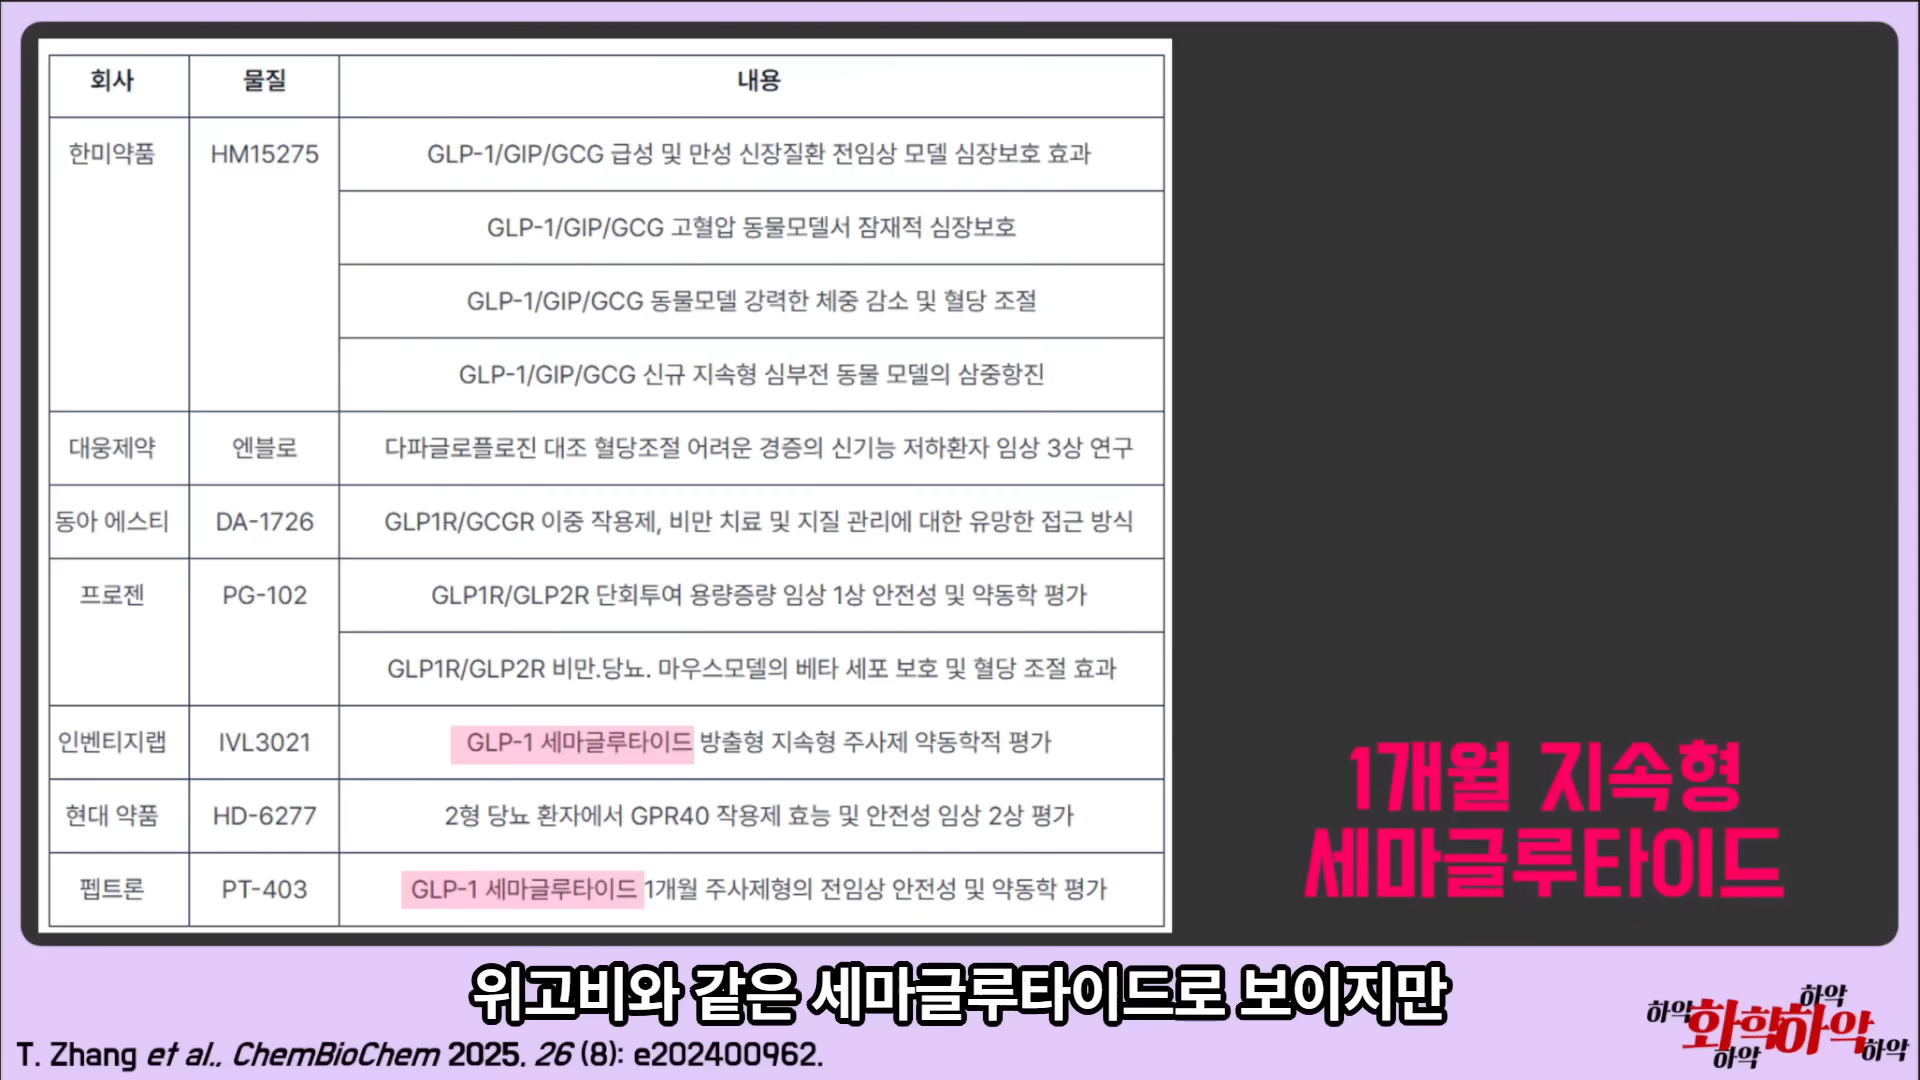 회사 물질 내용
한미약품 HM15275 GLP-1/GIP/GCG 급성 및 만성 신장질환 전임상 모델 심장보호 효과
GLP-1/GIP/GCG 고혈압 동물모델서 잠재적 심장보호
GLP-1/GIP/GCG 동물모델 강력한 체중 감소 및 혈당 조절
GLP-1/GIP/GCG 신규 지속형 심부전 동물 모델의 삼중항진
대웅제약 엔블로 다파글로플로진 대조 혈당조절 어려운 경증의 신기능 저하환자 임상 3상 연구
동아 에스티 DA-1726 GLP1R/GCGR 이중 작용제, 비만 치료 및 지질 관리에 대한 유망한 접근 방식
프로젠 PG-102 GLP1R/GLP2R 단회투여 용량증량 임상 1상 안전성 및 약동학 평가
GLP1R/GLP2R 비만.당뇨. 마우스모델의 베타 세포 보호 및 혈당 조절 효과
인벤티지랩 IVL3021 GLP-1 세마글루타이드 방출형 지속형 주사제 약동학적 평가
현대 약품 HD-6277 2형 당뇨 환자에서 GPR40 작용제 효능 및 안전성 임상 2상 평가
펩트론 PT-403 GLP-1 세마글루타이드 1개월 주사제형의 전임상 안전성 및 약동학 평가
1개월 지속형
세마글루타이드
위고비와 같은 세마글루타이드로 보이지만
T. Zhang et al., ChemBioChem 2025, 26 (8): e202400962.
하악 화학하악 하악
하악 하악